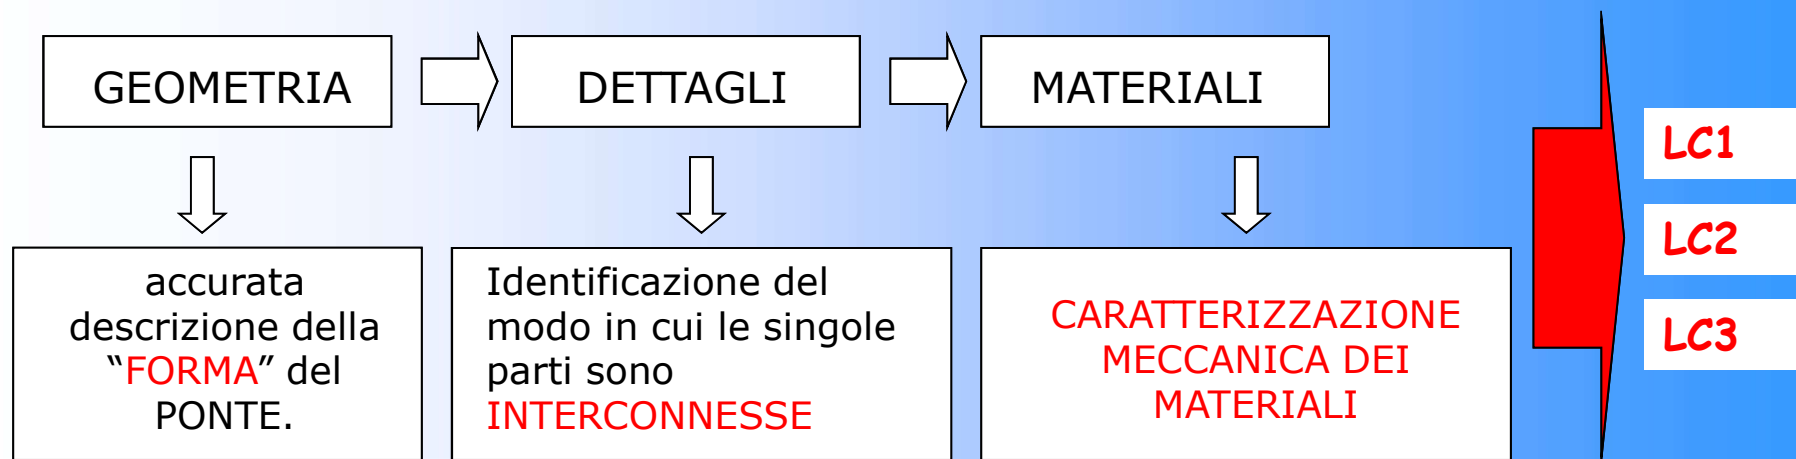 GEOMETRIA
DETTAGLI
MATERIALI
accurata
descrizione della
“FORMA” del
PONTE.
Identificazione del
modo in cui le singole
parti sono
INTERCONNESSE
CARATTERIZZAZIONE
MECCANICA DEI
MATERIALI
LC1
LC2
LC3